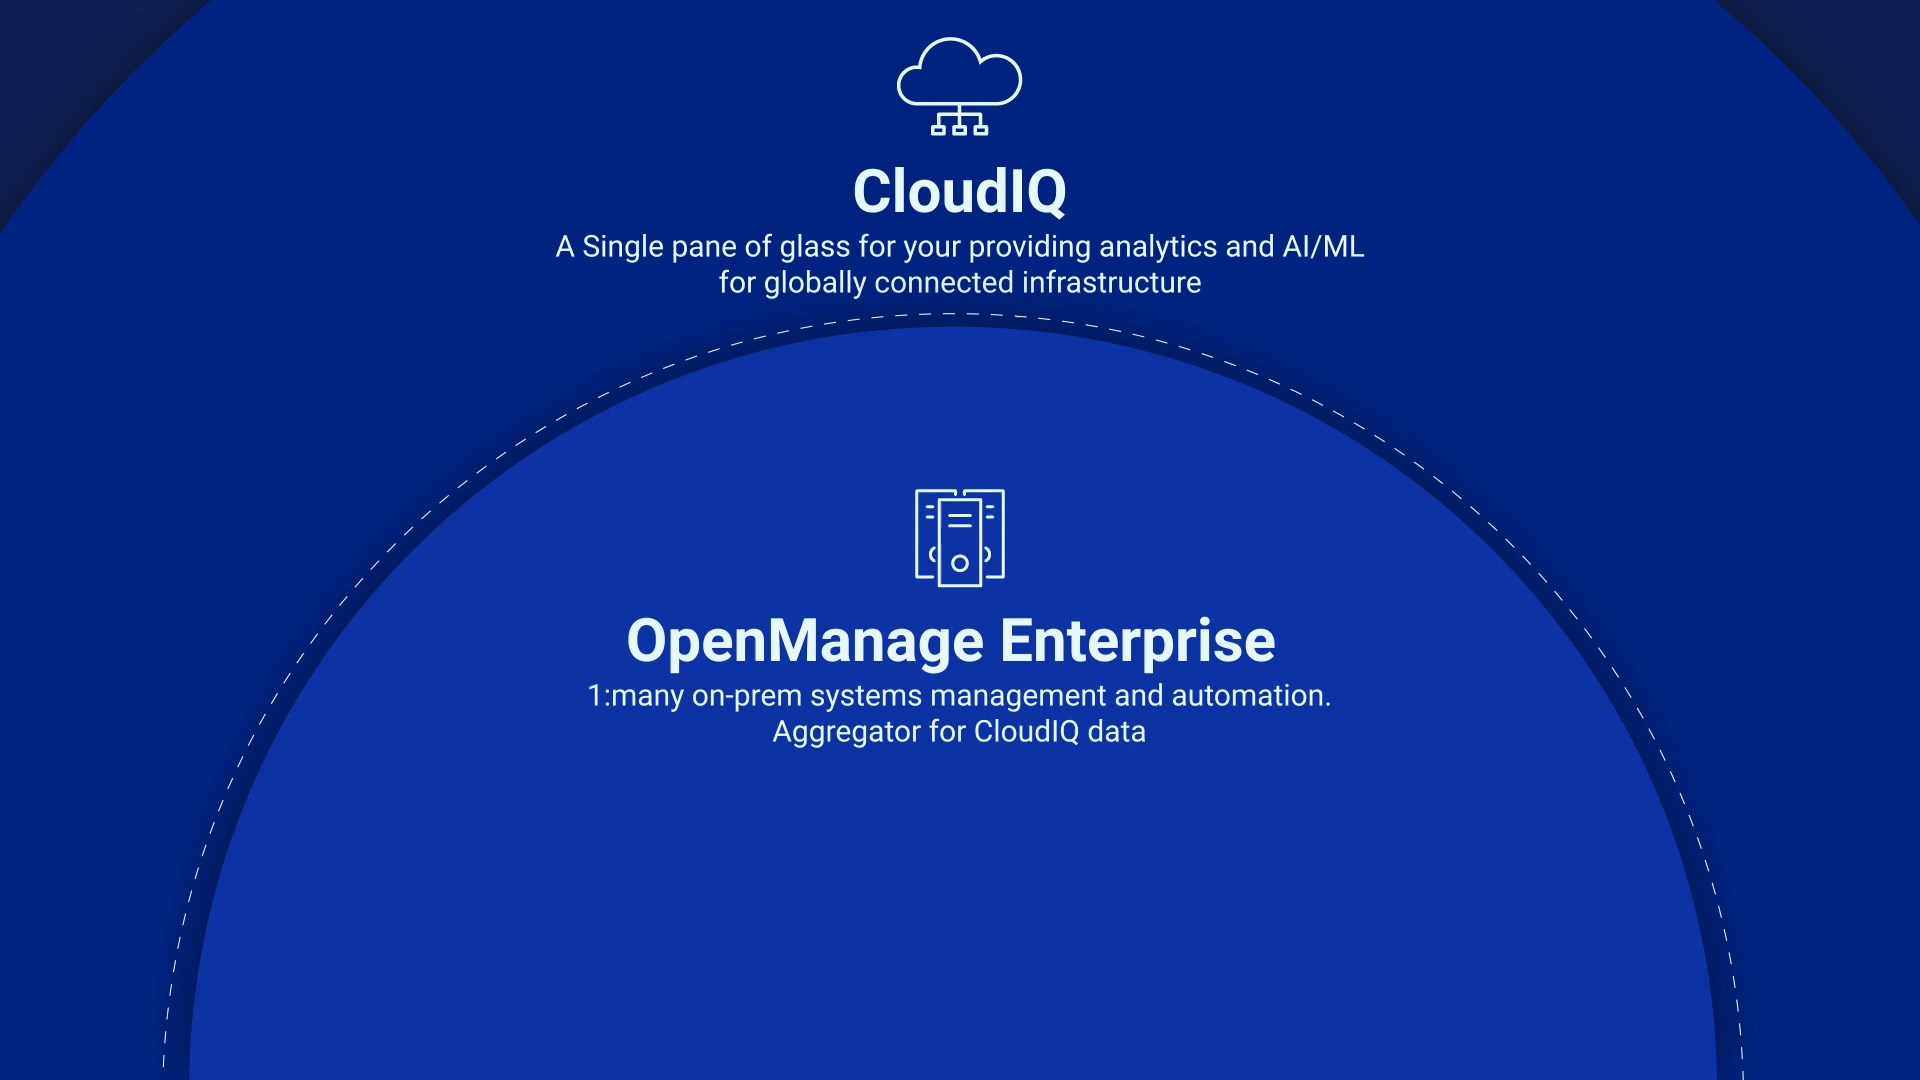 CloudIQ
A Single pane of glass for your providing analytics and AI/ML
for globally connected infrastructure
OpenManage Enterprise
1:many on-prem systems management and automation.
Aggregator for CloudIQ data